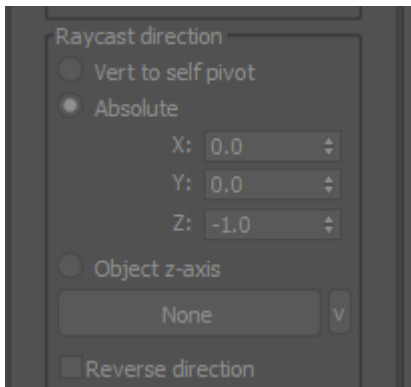 Raycast direction
Vert to self pivot
Absolute
X: 0.0
Y: 0.0
Z: -1.0
Object z-axis
None v
Reverse direction